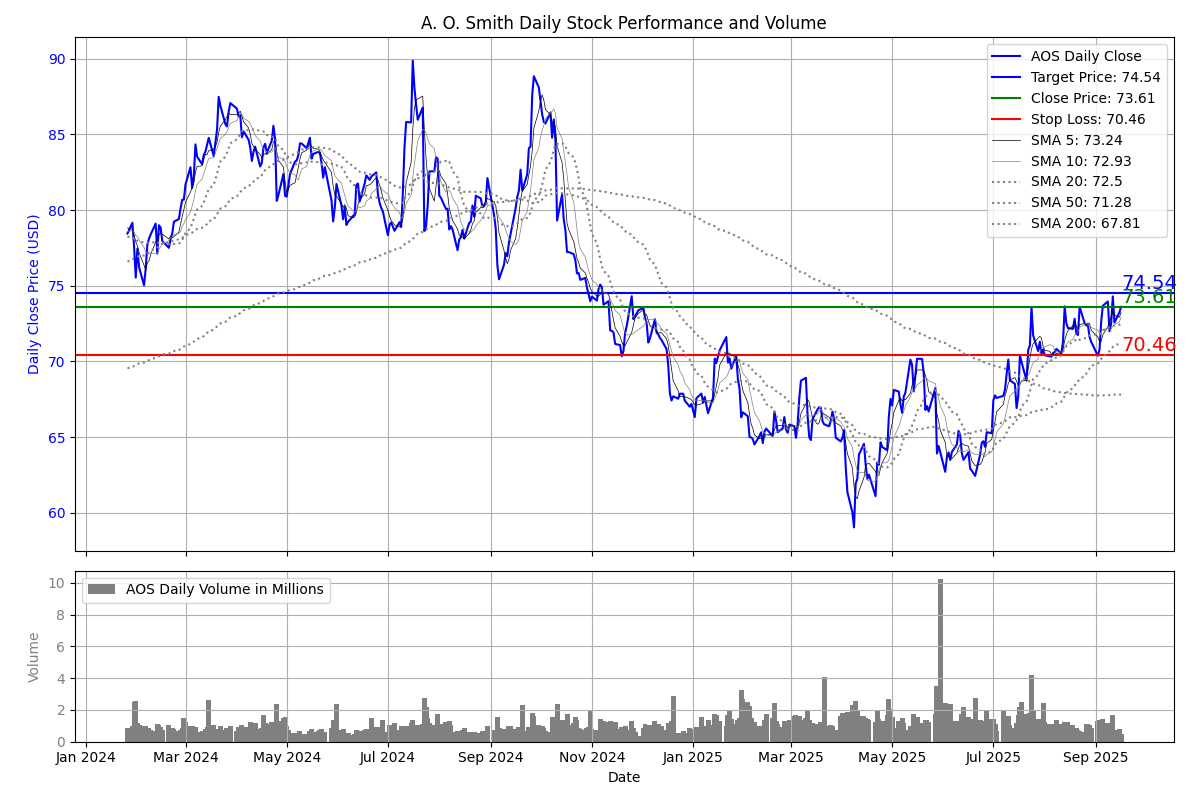 A. O. Smith Daily Stock Performance and Volume
90
85
80
75
70
65
60
Daily Close Price (USD)
AOS Daily Close
Target Price: 74.54
Close Price: 73.61
Stop Loss: 70.46
SMA 5: 73.24
SMA 10: 72.93
SMA 20: 72.5
SMA 50: 71.28
SMA 200: 67.81
74.54
73.61
70.46
AOS Daily Volume in Millions
10
8
6
4
2
0
Volume
Jan 2024 Mar 2024 May 2024 Jul 2024 Sep 2024 Nov 2024 Jan 2025 Mar 2025 May 2025 Jul 2025 Sep 2025
Date